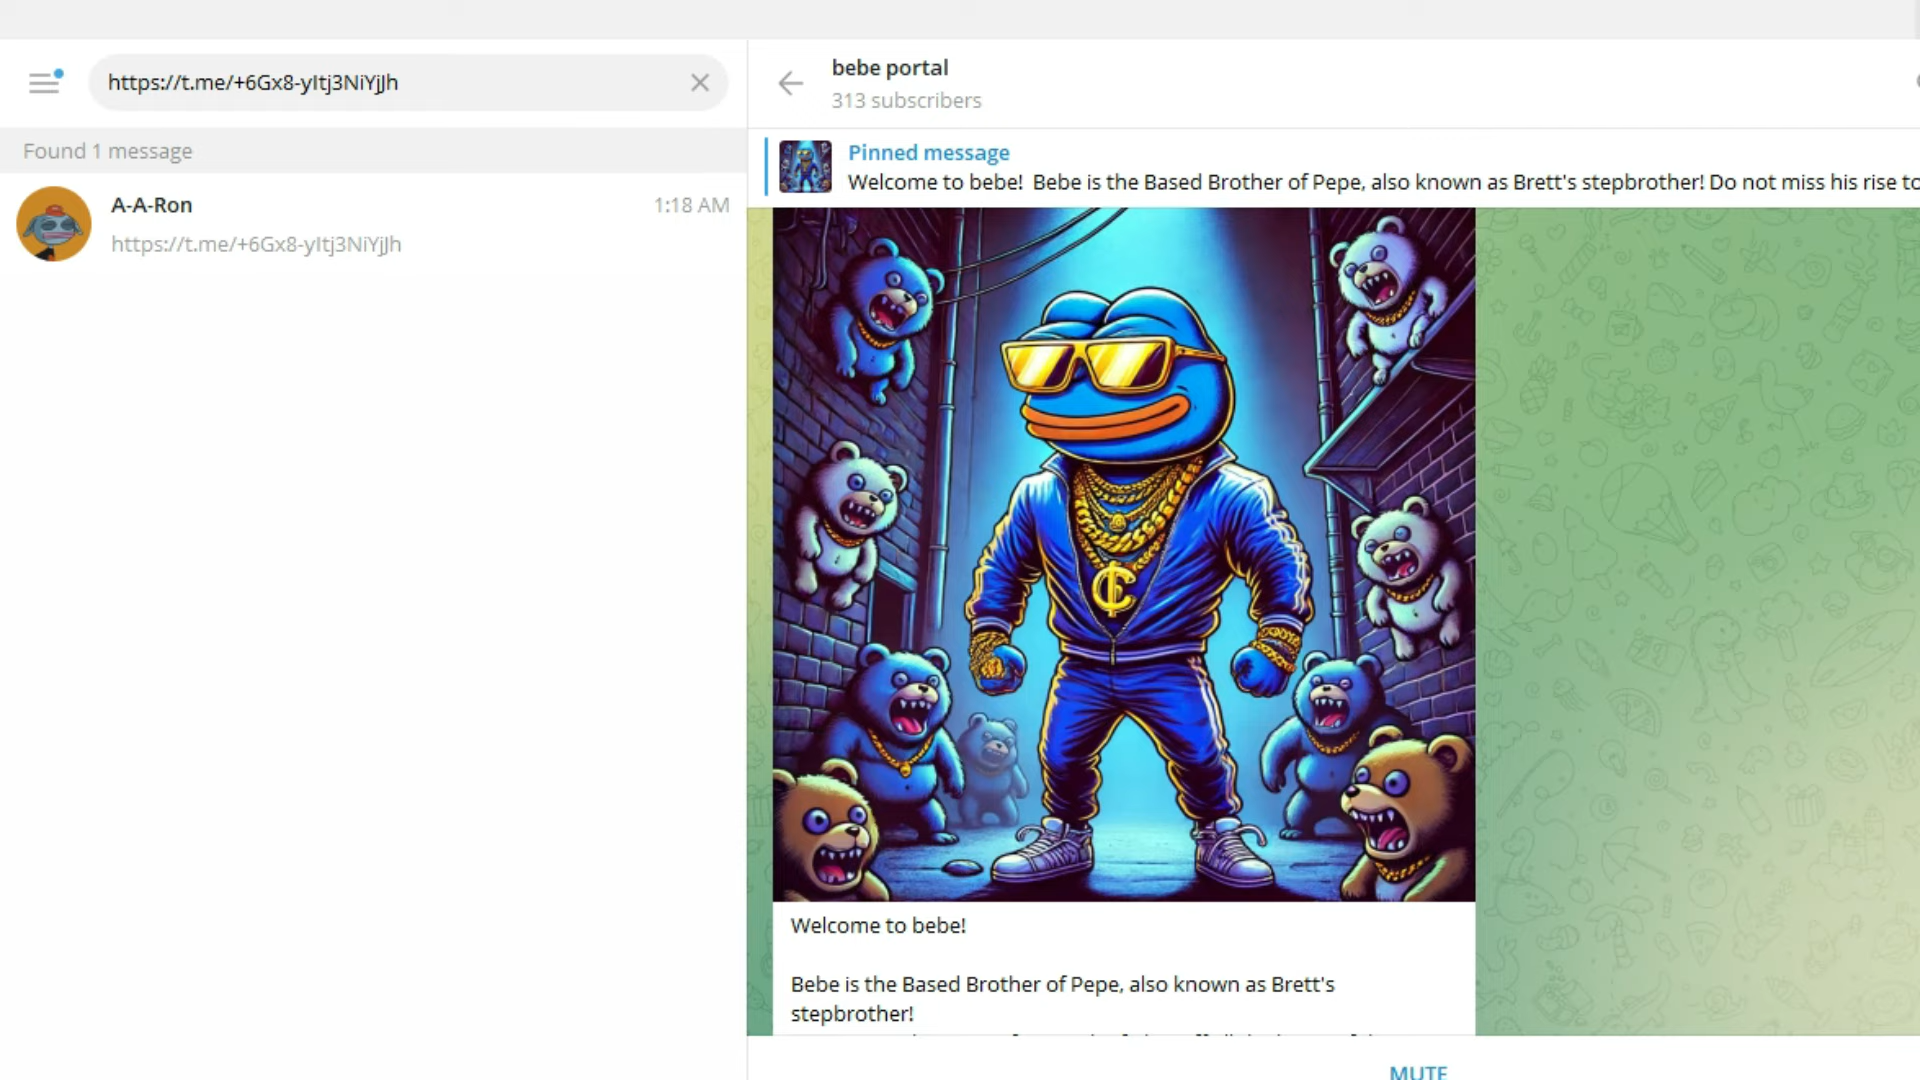 https://t.me/+6Gx8-yItj3NiYjJh
Found 1 message
A-A-Ron
1:18 AM
https://t.me/+6Gx8-yItj3NiYjJh
bebe portal
313 subscribers
Pinned message
Welcome to bebe! Bebe is the Based Brother of Pepe, also known as Brett's stepbrother! Do not miss his rise to
Welcome to bebe!
Bebe is the Based Brother of Pepe, also known as Brett's
stepbrother!
MUTE